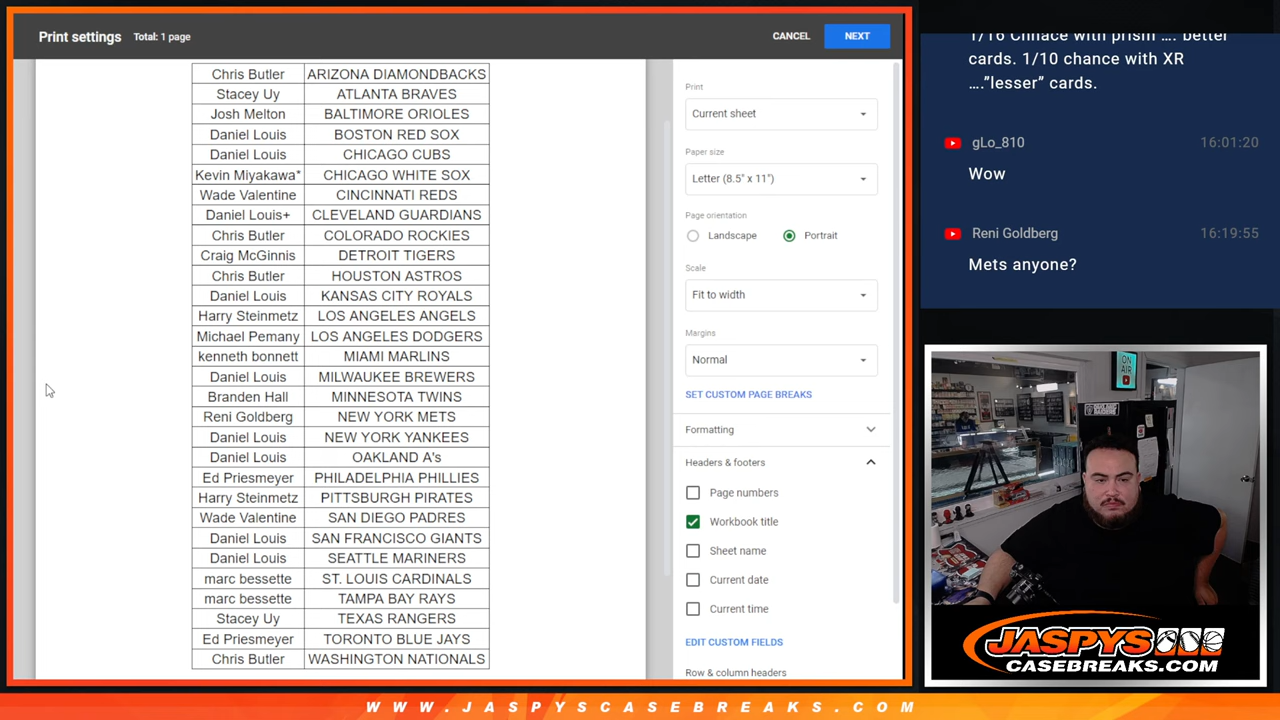 Print settings Total: 1 page
CANCEL NEXT
Chris Butler ARIZONA DIAMONDBACKS
Stacey Uy ATLANTA BRAVES
Josh Melton BALTIMORE ORIOLES
Daniel Louis BOSTON RED SOX
Daniel Louis CHICAGO CUBS
Kevin Miyakawa* CHICAGO WHITE SOX
Wade Valentine CINCINNATI REDS
Daniel Louis+ CLEVELAND GUARDIANS
Chris Butler COLORADO ROCKIES
Craig McGinnis DETROIT TIGERS
Chris Butler HOUSTON ASTROS
Daniel Louis KANSAS CITY ROYALS
Harry Steinmetz LOS ANGELES ANGELS
Michael Pemany LOS ANGELES DODGERS
kenneth bonnett MIAMI MARLINS
Daniel Louis MILWAUKEE BREWERS
Branden Hall MINNESOTA TWINS
Reni Goldberg NEW YORK METS
Daniel Louis NEW YORK YANKEES
Daniel Louis OAKLAND A's
Ed Priesmeyer PHILADELPHIA PHILLIES
Harry Steinmetz PITTSBURGH PIRATES
Wade Valentine SAN DIEGO PADRES
Daniel Louis SAN FRANCISCO GIANTS
Daniel Louis SEATTLE MARINERS
marc bessette ST. LOUIS CARDINALS
marc bessette TAMPA BAY RAYS
Stacey Uy TEXAS RANGERS
Ed Priesmeyer TORONTO BLUE JAYS
Chris Butler WASHINGTON NATIONALS
Print
Current sheet
Paper size
Letter (8.5" x 11")
Page orientation
Landscape Portrait
Scale
Fit to width
Margins
Normal
SET CUSTOM PAGE BREAKS
Formatting
Headers & footers
Page numbers
Workbook title
Sheet name
Current date
Current time
EDIT CUSTOM FIELDS
Row & column headers
1/16 Chnace with prism …. better
cards. 1/10 chance with XR
….”lesser” cards.
gLo_810 16:01:20
Wow
Reni Goldberg 16:19:55
Mets anyone?
ON
AIR
JASPYS
CASEBREAKS.COM
WWW.JASPYSCASEBREAKS.COM